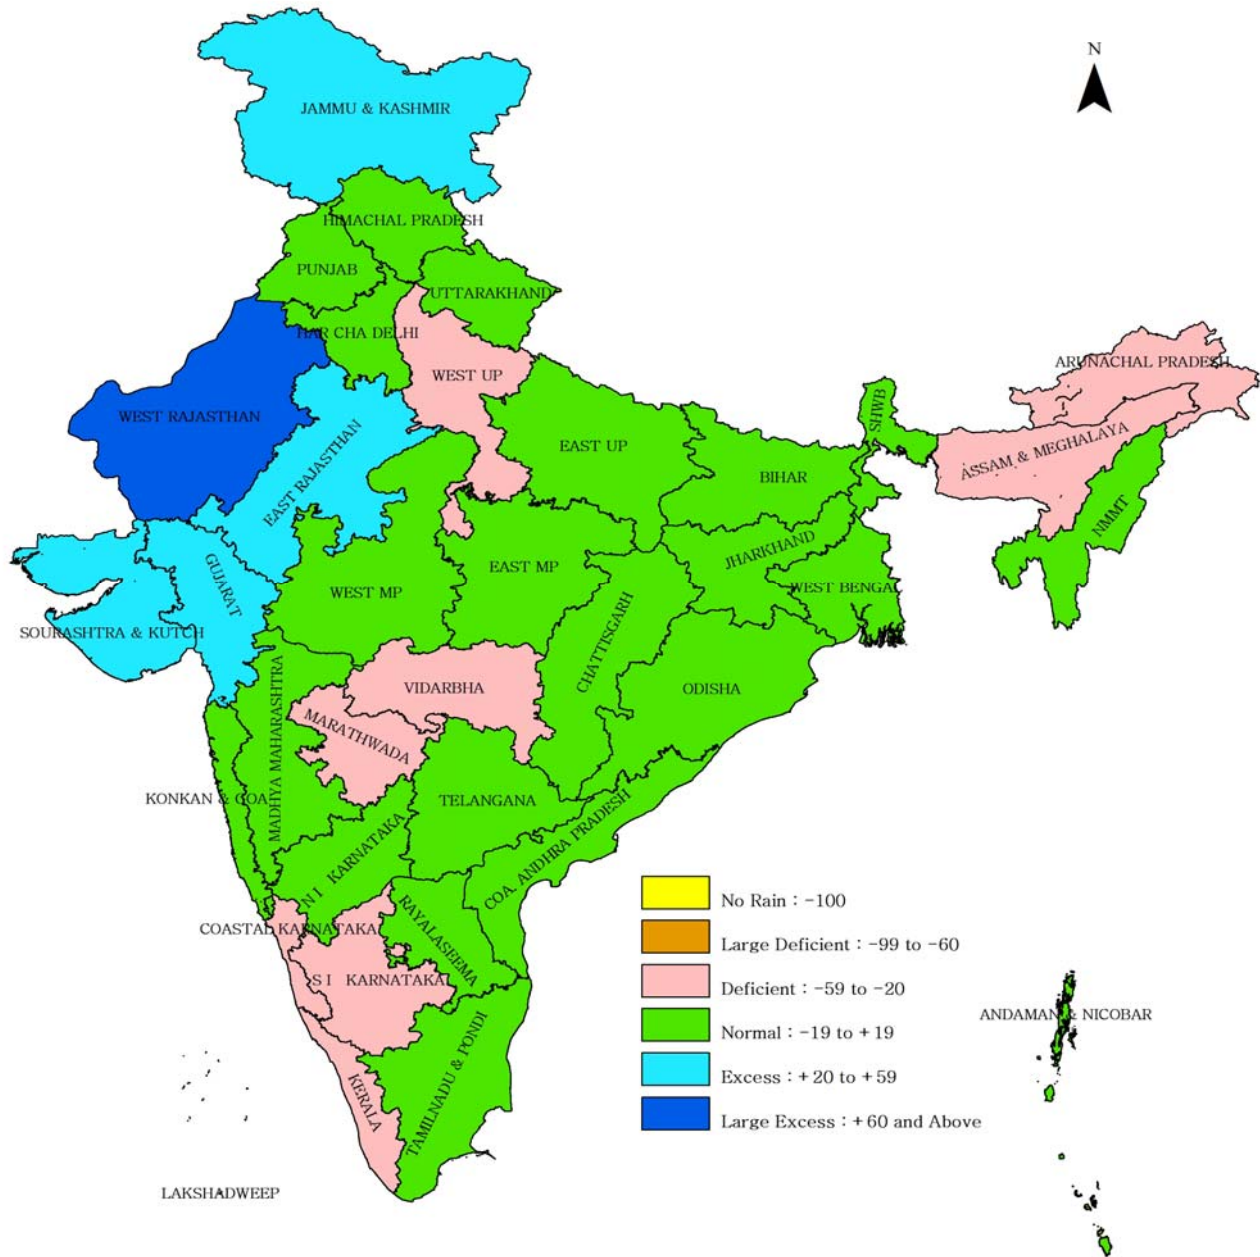 N
JAMMU & KASHMIR
HIMACHAL PRADESH
PUNJAB
UTTARAKHAND
HAR CHA DELHI
WEST UP
ARUNACHAL PRADESH
WEST RAJASTHAN
EAST RAJASTHAN
EAST UP
SHWB
ASSAM & MEGHALAYA
BIHAR
NMMT
JHARKHAND
EAST MP
WEST MP
WEST BENGAL
GUJARAT
SOURASHTRA & KUTCH
CHATTISGARH
VIDARBHA
ODISHA
MADHYA MAHARASHTRA
MARATHWADA
KONKAN & GOA
TELANGANA
COA. ANDHRA PRADESH
N I KARNATAKA
RAYALASEEMA
COASTAL KARNATAKA
S I KARNATAKA
KERALA
TAMILNADU & PONDI
ANDAMAN & NICOBAR
LAKSHADWEEP
No Rain : -100
Large Deficient : -99 to -60
Deficient : -59 to -20
Normal : -19 to +19
Excess : +20 to +59
Large Excess : +60 and Above